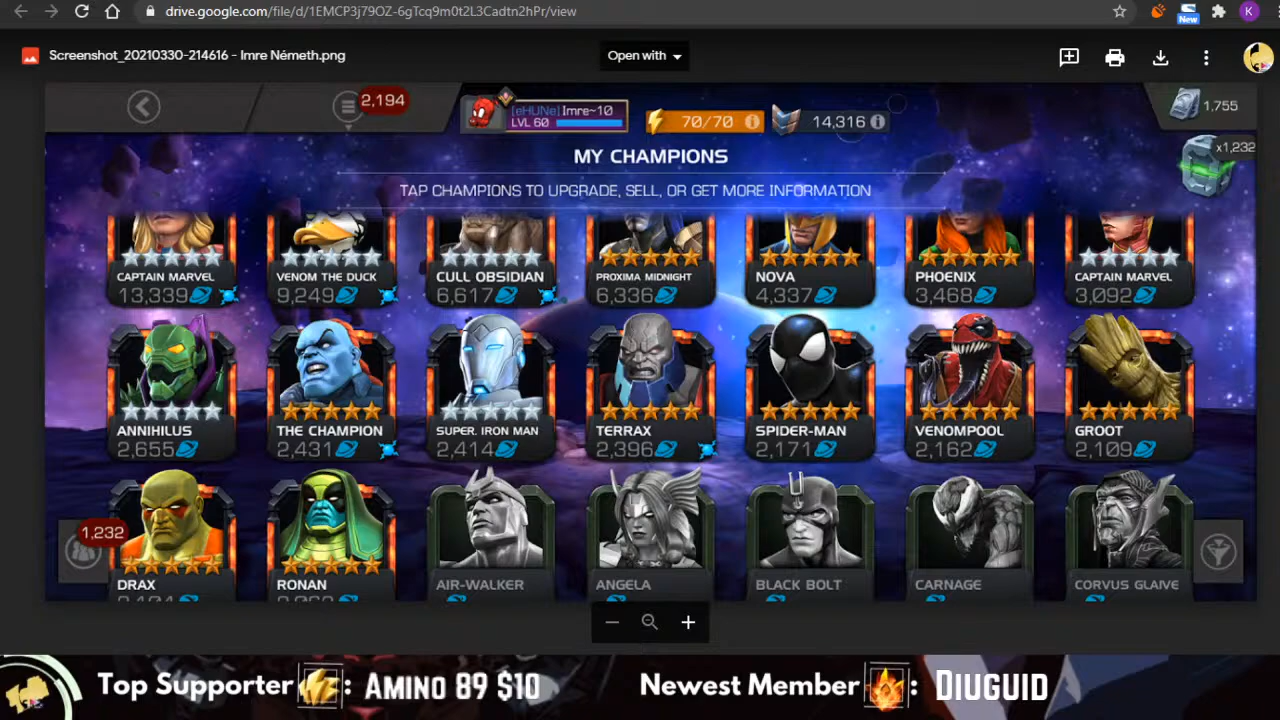 drive.google.com/file/d/1EMCP3j79OZ-6gTcq9m0t2L3Cadtn2hPr/view
New
K
Screenshot_20210330-214616 - Imre Németh.png
Open with
2,194
[eHUNe] Imre~10
LVL 60
70/70
14,316
1,755
x1,232
MY CHAMPIONS
TAP CHAMPIONS TO UPGRADE, SELL, OR GET MORE INFORMATION
CAPTAIN MARVEL VENOM THE DUCK CULL OBSIDIAN PROXIMA MIDNIGHT NOVA PHOENIX CAPTAIN MARVEL
13,339 9,249 6,617 6,336 4,337 3,468 3,092
ANNIHILUS THE CHAMPION SUPER. IRON MAN TERRAX SPIDER-MAN VENOMPOOL GROOT
2,655 2,431 2,414 2,396 2,171 2,162 2,109
1,232
DRAX RONAN AIR-WALKER ANGELA BLACK BOLT CARNAGE CORVUS GLAIVE
Top Supporter : Amino 89 $10 Newest Member : Diuguid